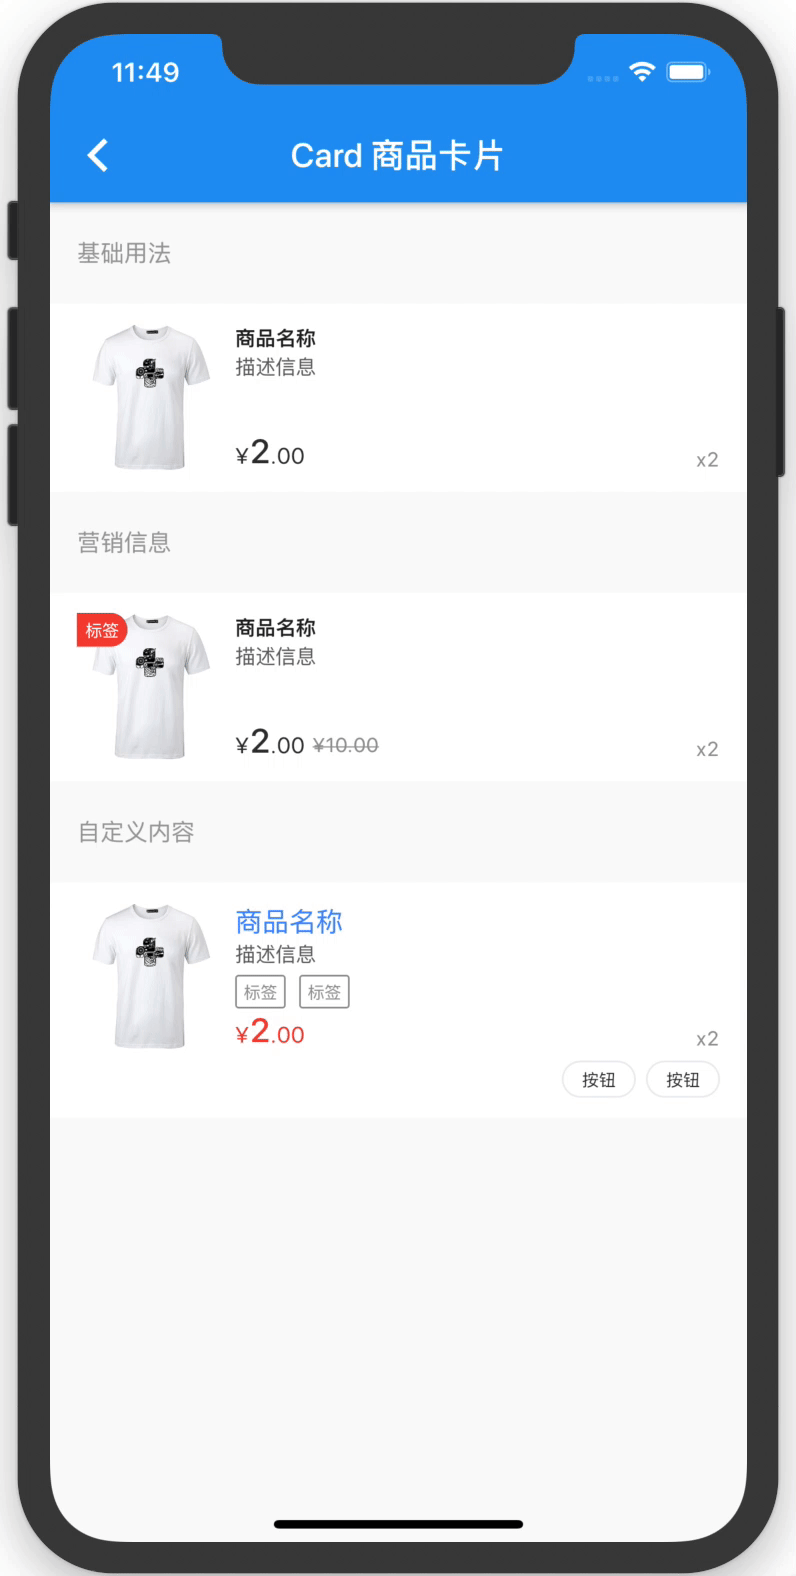 11:49
Card 商品卡片
基础用法
商品名称
描述信息
¥2.00
x2
营销信息
标签
商品名称
描述信息
¥2.00 ¥10.00
x2
自定义内容
商品名称
描述信息
标签 标签
¥2.00
x2
按钮 按钮